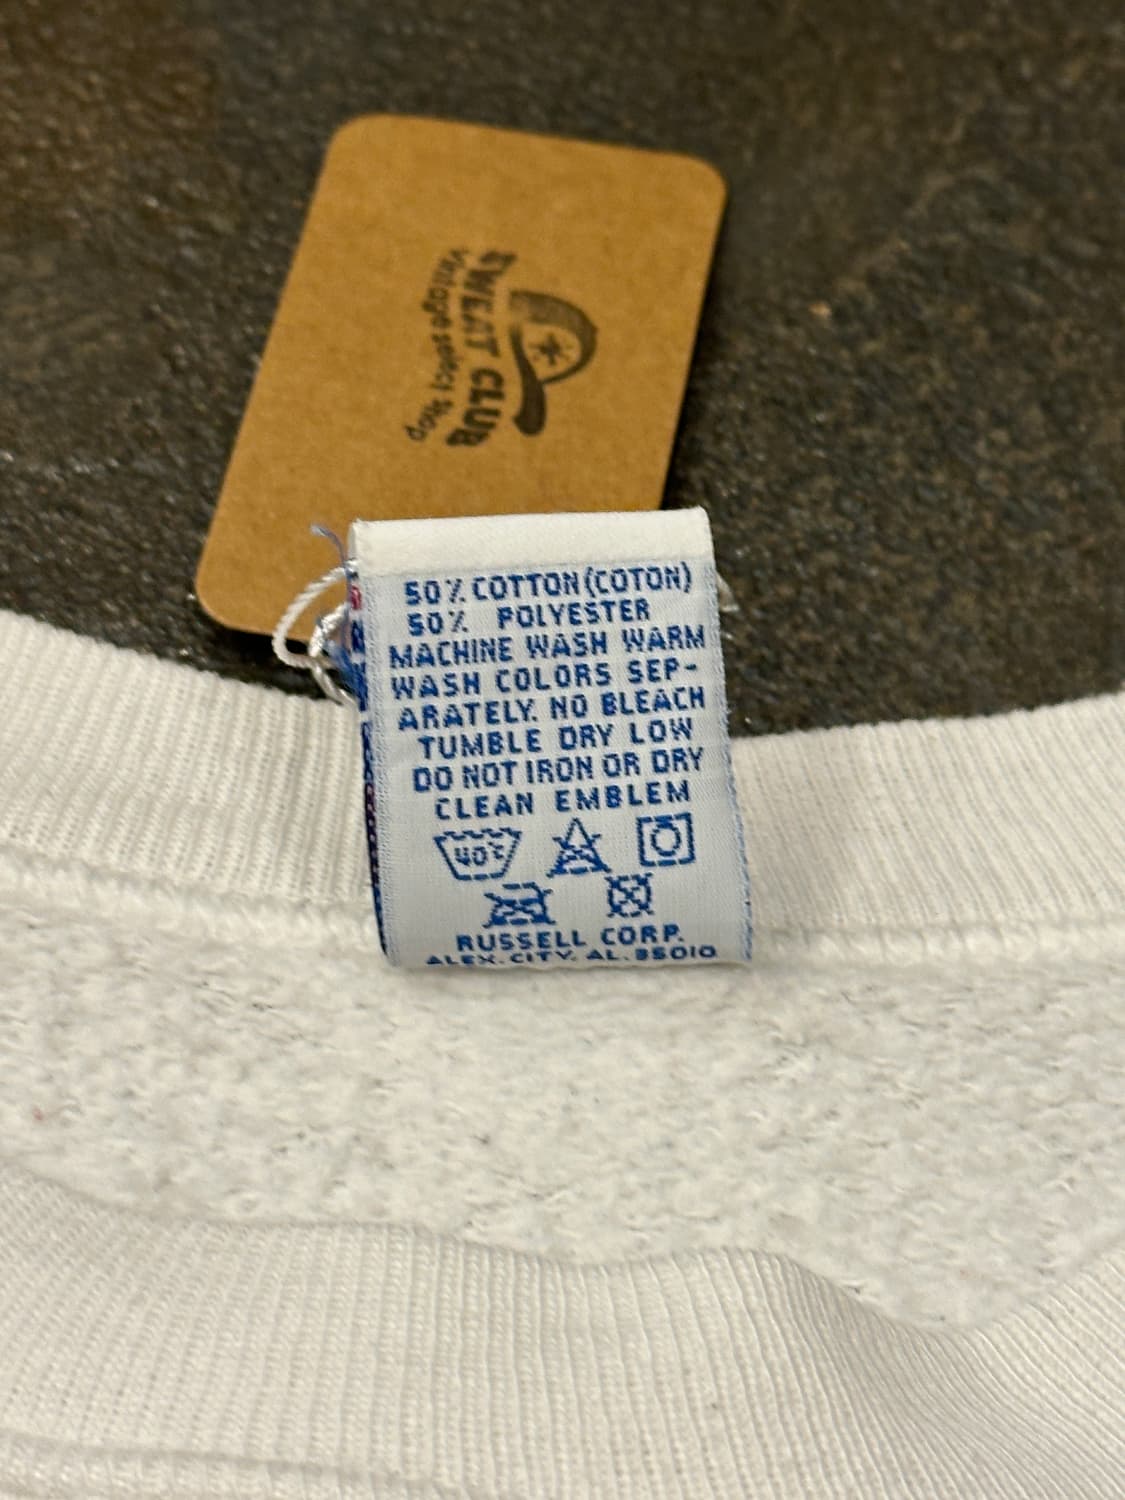 SWEAT CLUB
Vintage select Shop
50% COTTON (COTON)
50% POLYESTER
MACHINE WASH WARM
WASH COLORS SEP-
ARATELY. NO BLEACH
TUMBLE DRY LOW
DO NOT IRON OR DRY
CLEAN EMBLEM
40°C
RUSSELL CORP.
ALEX. CITY, AL. 35010